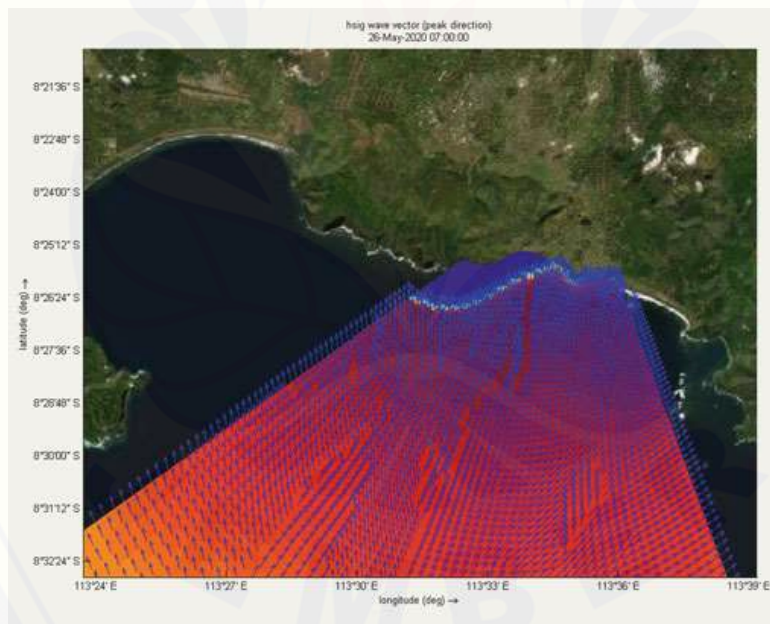 hsig wave vector (peak direction)
26-May-2020 07:00:00
8°21'36" S
8°22'48" S
8°24'00" S
8°25'12" S
8°26'24" S
8°27'36" S
8°28'48" S
8°30'00" S
8°31'12" S
8°32'24" S
latitude (deg) →
113°24' E 113°27' E 113°30' E 113°33' E 113°36' E 113°39' E
longitude (deg) →